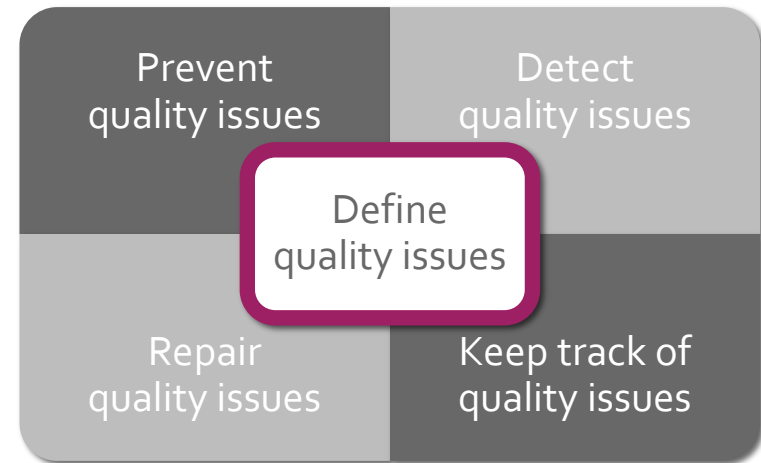 Prevent
quality issues
Detect
quality issues
Define
quality issues
Repair
quality issues
Keep track of
quality issues